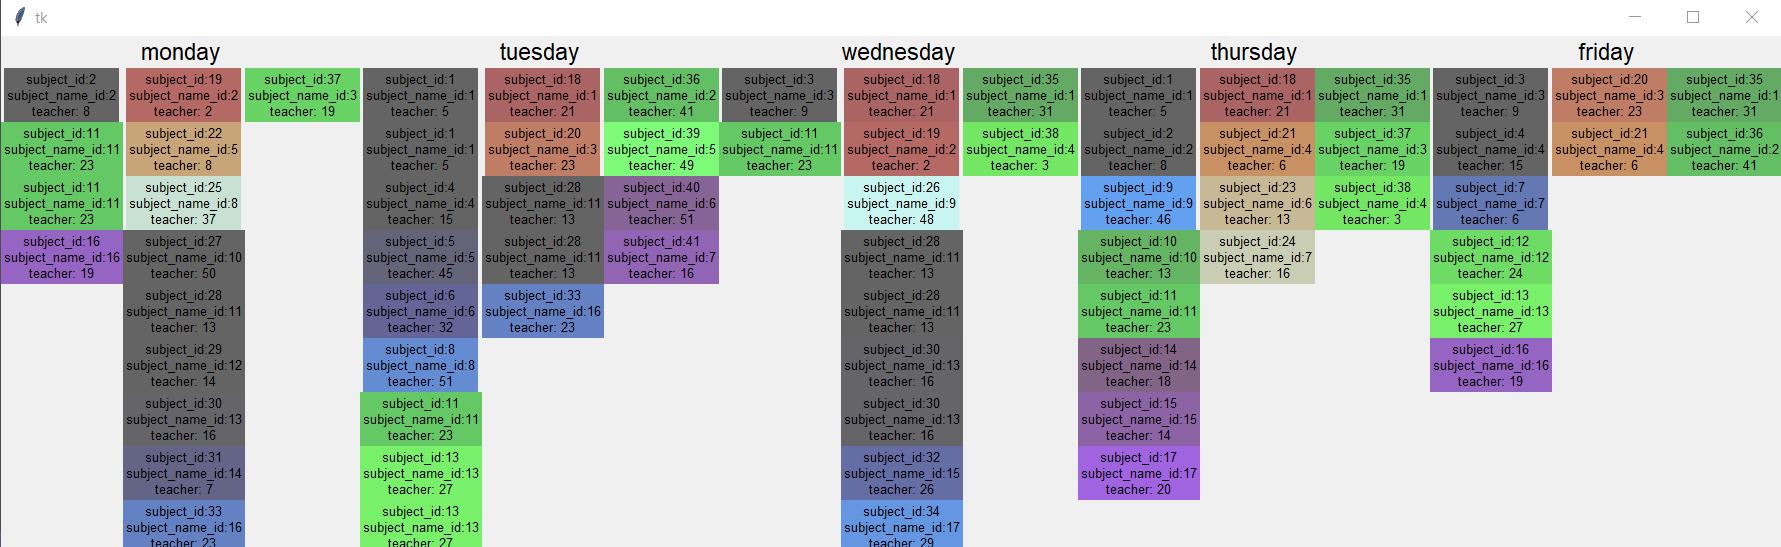 tk
monday
tuesday
wednesday
thursday
friday
subject_id:2
subject_name_id:2
teacher: 8
subject_id:11
subject_name_id:11
teacher: 23
subject_id:11
subject_name_id:11
teacher: 23
subject_id:16
subject_name_id:16
teacher: 19
subject_id:19
subject_name_id:2
teacher: 2
subject_id:22
subject_name_id:5
teacher: 8
subject_id:25
subject_name_id:8
teacher: 37
subject_id:27
subject_name_id:10
teacher: 50
subject_id:28
subject_name_id:11
teacher: 13
subject_id:29
subject_name_id:12
teacher: 14
subject_id:30
subject_name_id:13
teacher: 16
subject_id:31
subject_name_id:14
teacher: 7
subject_id:33
subject_name_id:16
teacher: 23
subject_id:37
subject_name_id:3
teacher: 19
subject_id:1
subject_name_id:1
teacher: 5
subject_id:1
subject_name_id:1
teacher: 5
subject_id:4
subject_name_id:4
teacher: 15
subject_id:5
subject_name_id:5
teacher: 45
subject_id:6
subject_name_id:6
teacher: 32
subject_id:8
subject_name_id:8
teacher: 51
subject_id:11
subject_name_id:11
teacher: 23
subject_id:13
subject_name_id:13
teacher: 27
subject_id:13
subject_name_id:13
teacher: 27
subject_id:18
subject_name_id:1
teacher: 21
subject_id:20
subject_name_id:3
teacher: 23
subject_id:28
subject_name_id:11
teacher: 13
subject_id:28
subject_name_id:11
teacher: 13
subject_id:33
subject_name_id:16
teacher: 23
subject_id:36
subject_name_id:2
teacher: 41
subject_id:39
subject_name_id:5
teacher: 49
subject_id:40
subject_name_id:6
teacher: 51
subject_id:41
subject_name_id:7
teacher: 16
subject_id:3
subject_name_id:3
teacher: 9
subject_id:11
subject_name_id:11
teacher: 23
subject_id:18
subject_name_id:1
teacher: 21
subject_id:19
subject_name_id:2
teacher: 2
subject_id:26
subject_name_id:9
teacher: 48
subject_id:28
subject_name_id:11
teacher: 13
subject_id:28
subject_name_id:11
teacher: 13
subject_id:30
subject_name_id:13
teacher: 16
subject_id:30
subject_name_id:13
teacher: 16
subject_id:32
subject_name_id:15
teacher: 26
subject_id:34
subject_name_id:17
teacher: 29
subject_id:35
subject_name_id:1
teacher: 31
subject_id:38
subject_name_id:4
teacher: 3
subject_id:1
subject_name_id:1
teacher: 5
subject_id:2
subject_name_id:2
teacher: 8
subject_id:9
subject_name_id:9
teacher: 46
subject_id:10
subject_name_id:10
teacher: 13
subject_id:11
subject_name_id:11
teacher: 23
subject_id:14
subject_name_id:14
teacher: 18
subject_id:15
subject_name_id:15
teacher: 14
subject_id:17
subject_name_id:17
teacher: 20
subject_id:18
subject_name_id:1
teacher: 21
subject_id:21
subject_name_id:4
teacher: 6
subject_id:23
subject_name_id:6
teacher: 13
subject_id:24
subject_name_id:7
teacher: 16
subject_id:35
subject_name_id:1
teacher: 31
subject_id:37
subject_name_id:3
teacher: 19
subject_id:38
subject_name_id:4
teacher: 3
subject_id:3
subject_name_id:3
teacher: 9
subject_id:4
subject_name_id:4
teacher: 15
subject_id:7
subject_name_id:7
teacher: 6
subject_id:12
subject_name_id:12
teacher: 24
subject_id:13
subject_name_id:13
teacher: 27
subject_id:16
subject_name_id:16
teacher: 19
subject_id:20
subject_name_id:3
teacher: 23
subject_id:21
subject_name_id:4
teacher: 6
subject_id:35
subject_name_id:1
teacher: 31
subject_id:36
subject_name_id:2
teacher: 41